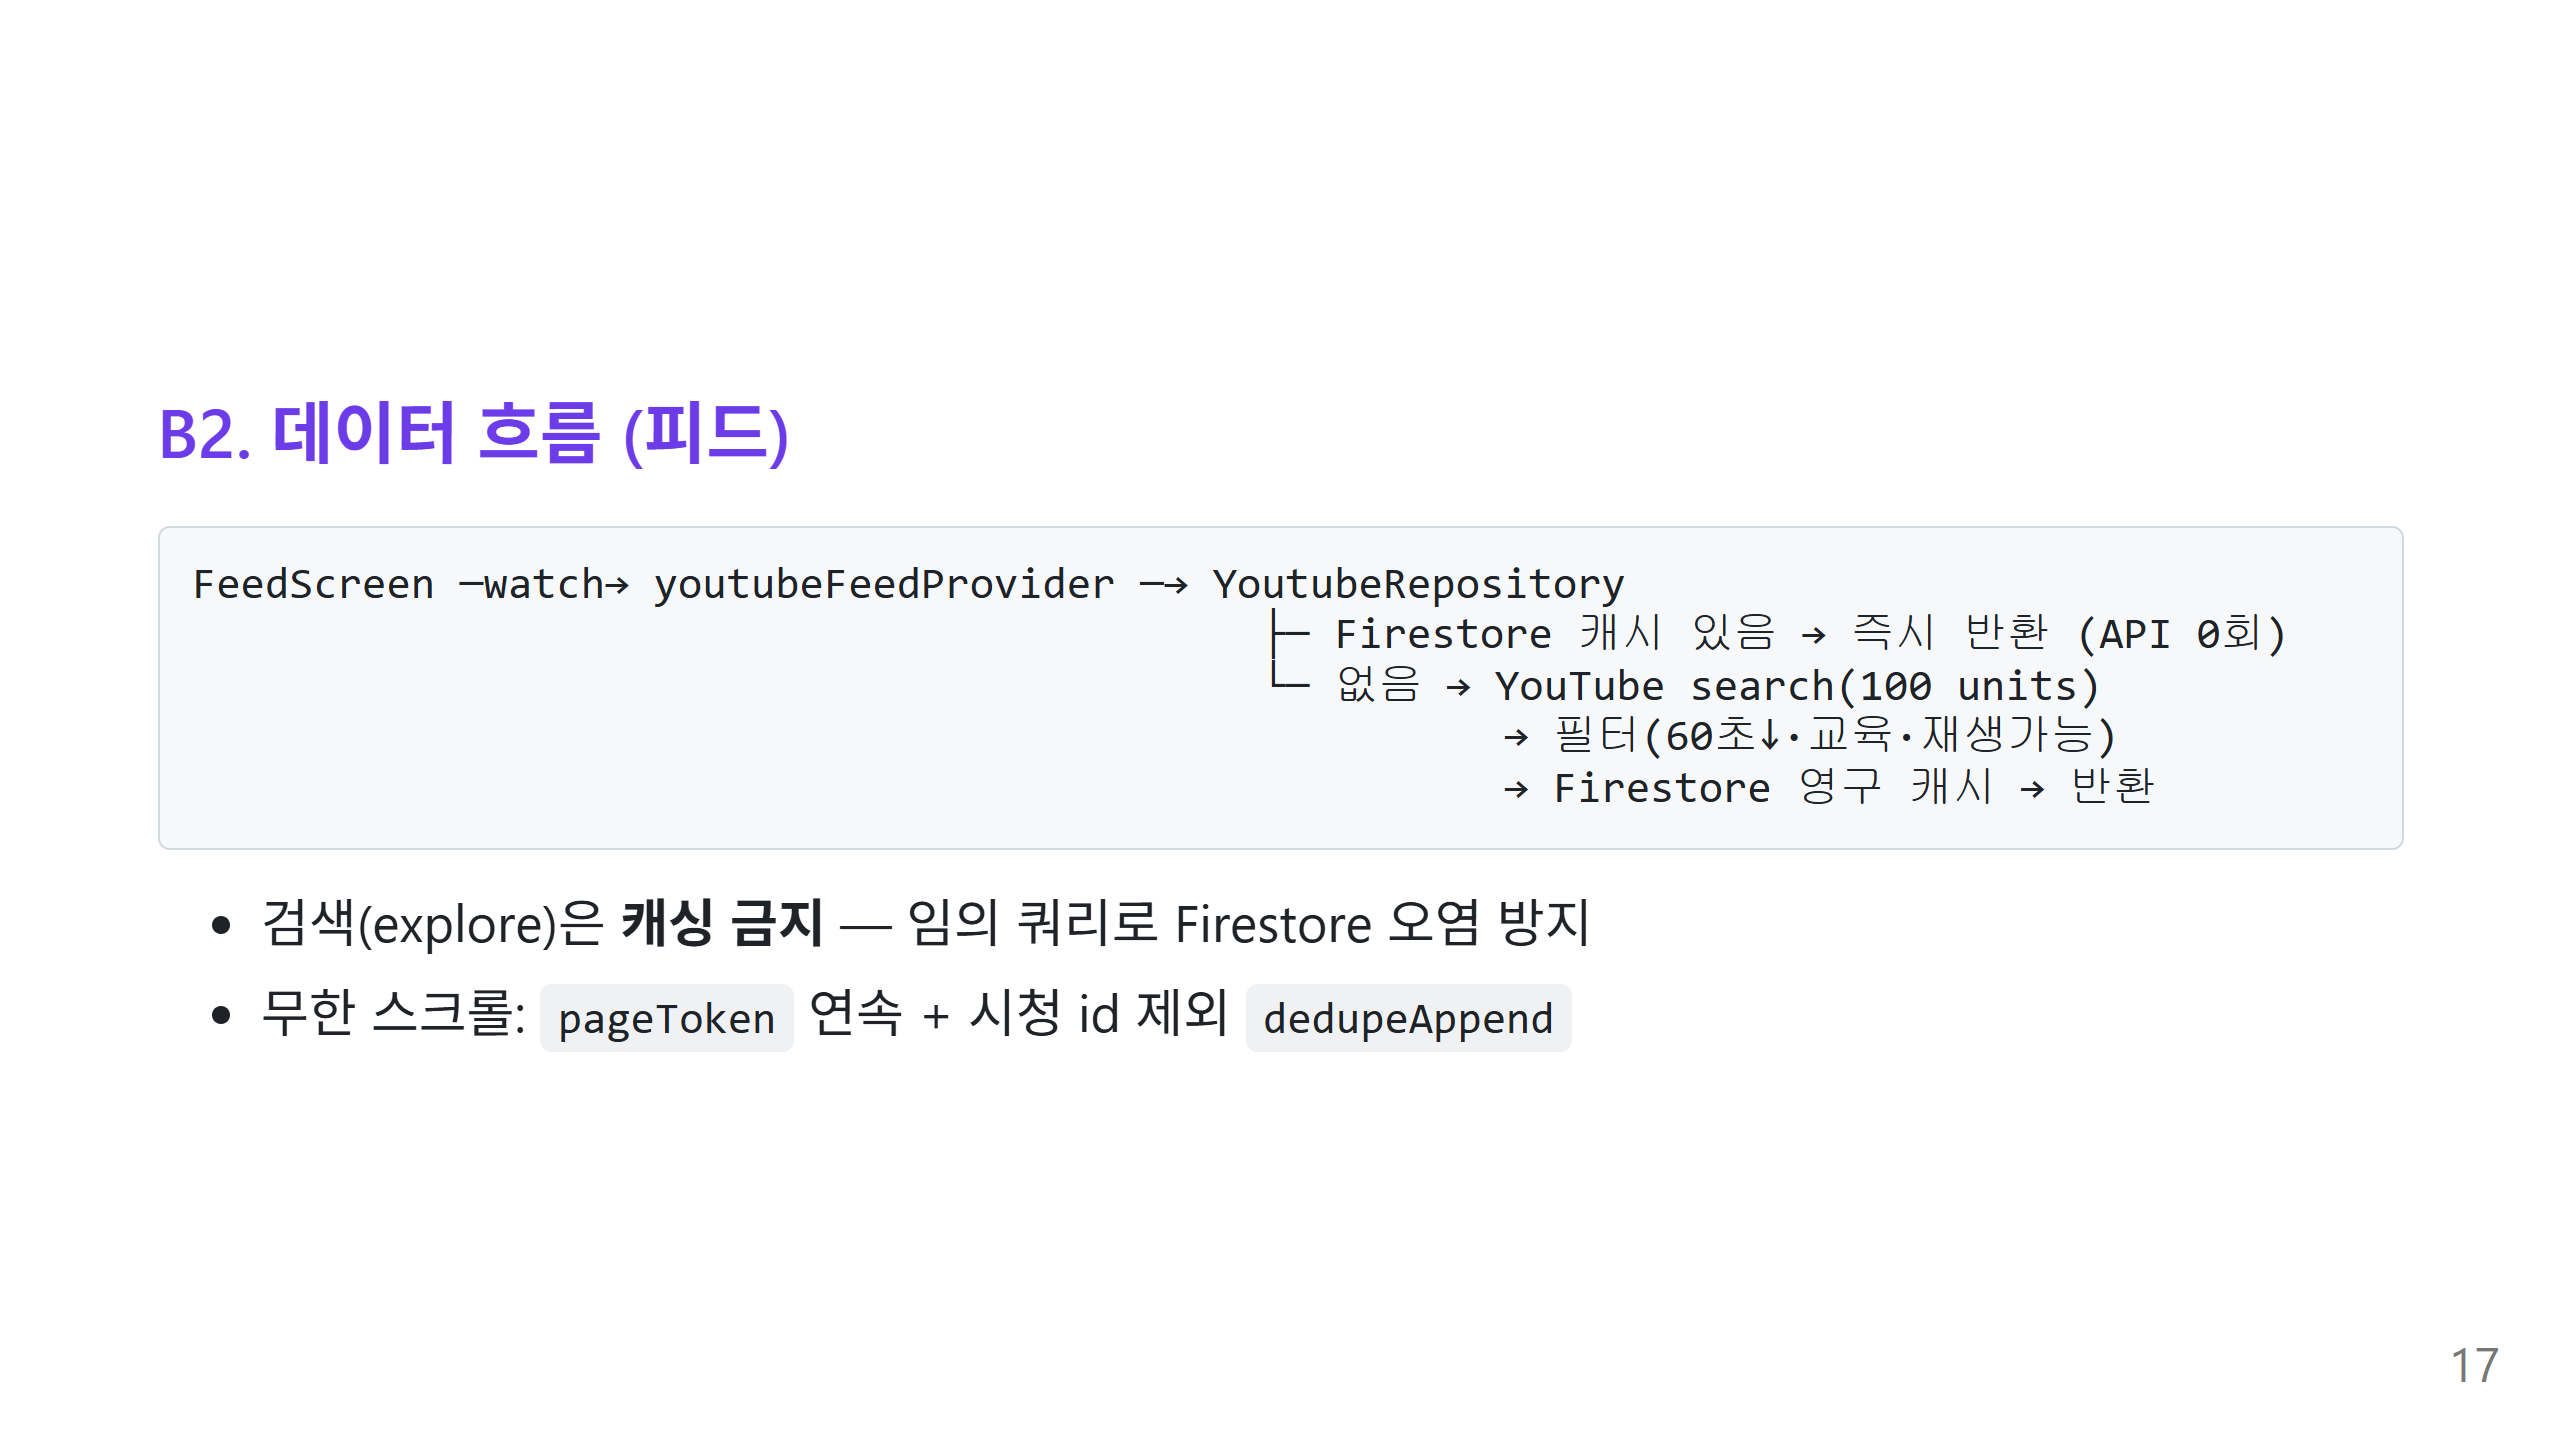 B2. 데이터 흐름 (피드)
FeedScreen ─watch→ youtubeFeedProvider ─→ YoutubeRepository
├─ Firestore 캐시 있음 → 즉시 반환 (API 0회)
└─ 없음 → YouTube search(100 units)
→ 필터(60초↓·교육·재생가능)
→ Firestore 영구 캐시 → 반환
• 검색(explore)은 캐싱 금지 — 임의 쿼리로 Firestore 오염 방지
• 무한 스크롤: pageToken 연속 + 시청 id 제외 dedupeAppend
17